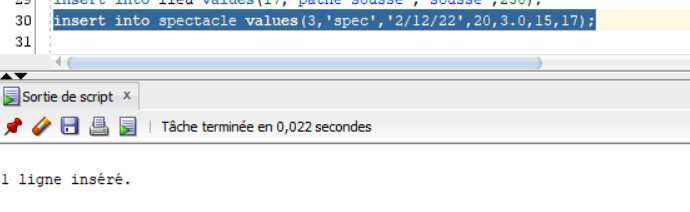 29 insert into lieu values(17,'pathe sousse','sousse',250);
30 insert into spectacle values(3,'spec','2/12/22',20,3.0,15,17);
31
Sortie de script x
Tâche terminée en 0,022 secondes
1 ligne inséré.